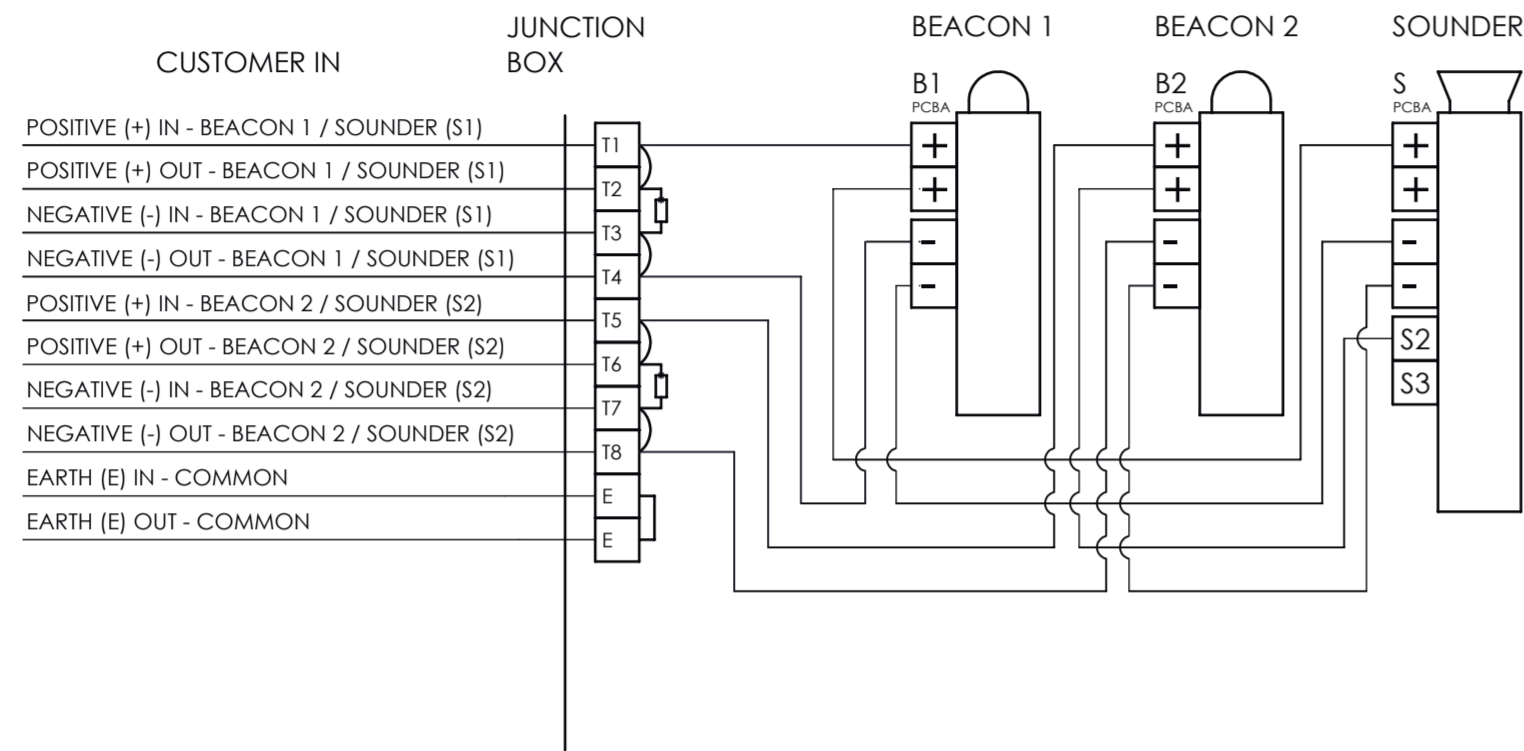 CUSTOMER IN
JUNCTION
BOX
BEACON 1
BEACON 2
SOUNDER
B1
PCBA
B2
PCBA
S
PCBA
POSITIVE (+) IN - BEACON 1 / SOUNDER (S1)
POSITIVE (+) OUT - BEACON 1 / SOUNDER (S1)
NEGATIVE (-) IN - BEACON 1 / SOUNDER (S1)
NEGATIVE (-) OUT - BEACON 1 / SOUNDER (S1)
POSITIVE (+) IN - BEACON 2 / SOUNDER (S2)
POSITIVE (+) OUT - BEACON 2 / SOUNDER (S2)
NEGATIVE (-) IN - BEACON 2 / SOUNDER (S2)
NEGATIVE (-) OUT - BEACON 2 / SOUNDER (S2)
EARTH (E) IN - COMMON
EARTH (E) OUT - COMMON
T1
T2
T3
T4
T5
T6
T7
T8
E
E
+
+
-
-
+
+
-
-
+
+
-
-
S2
S3